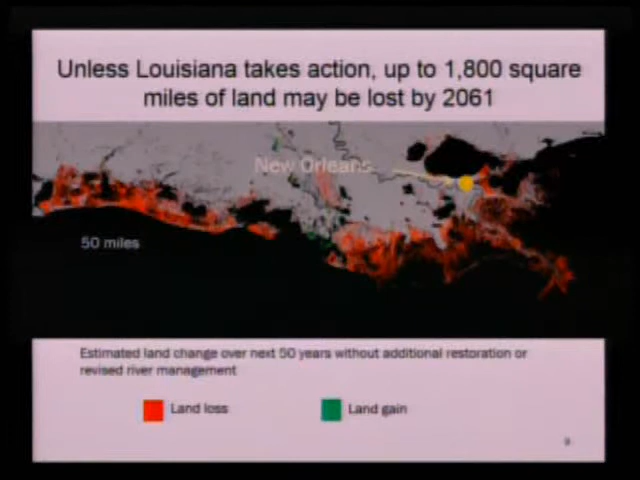 Unless Louisiana takes action, up to 1,800 square
miles of land may be lost by 2061
New Orleans
50 miles
Estimated land change over next 50 years without additional restoration or
revised river management
Land loss
Land gain